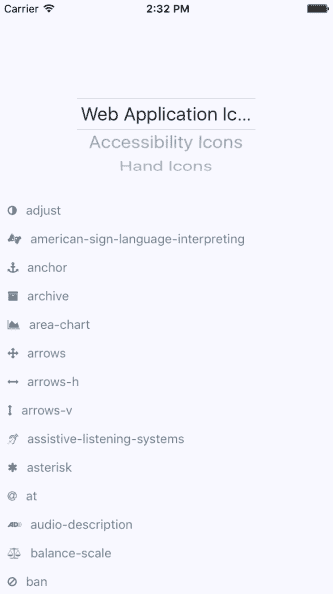 Carrier 2:32 PM
Web Application Ic...
Accessibility Icons
Hand Icons
adjust
american-sign-language-interpreting
anchor
archive
area-chart
arrows
arrows-h
arrows-v
assistive-listening-systems
asterisk
at
audio-description
balance-scale
ban